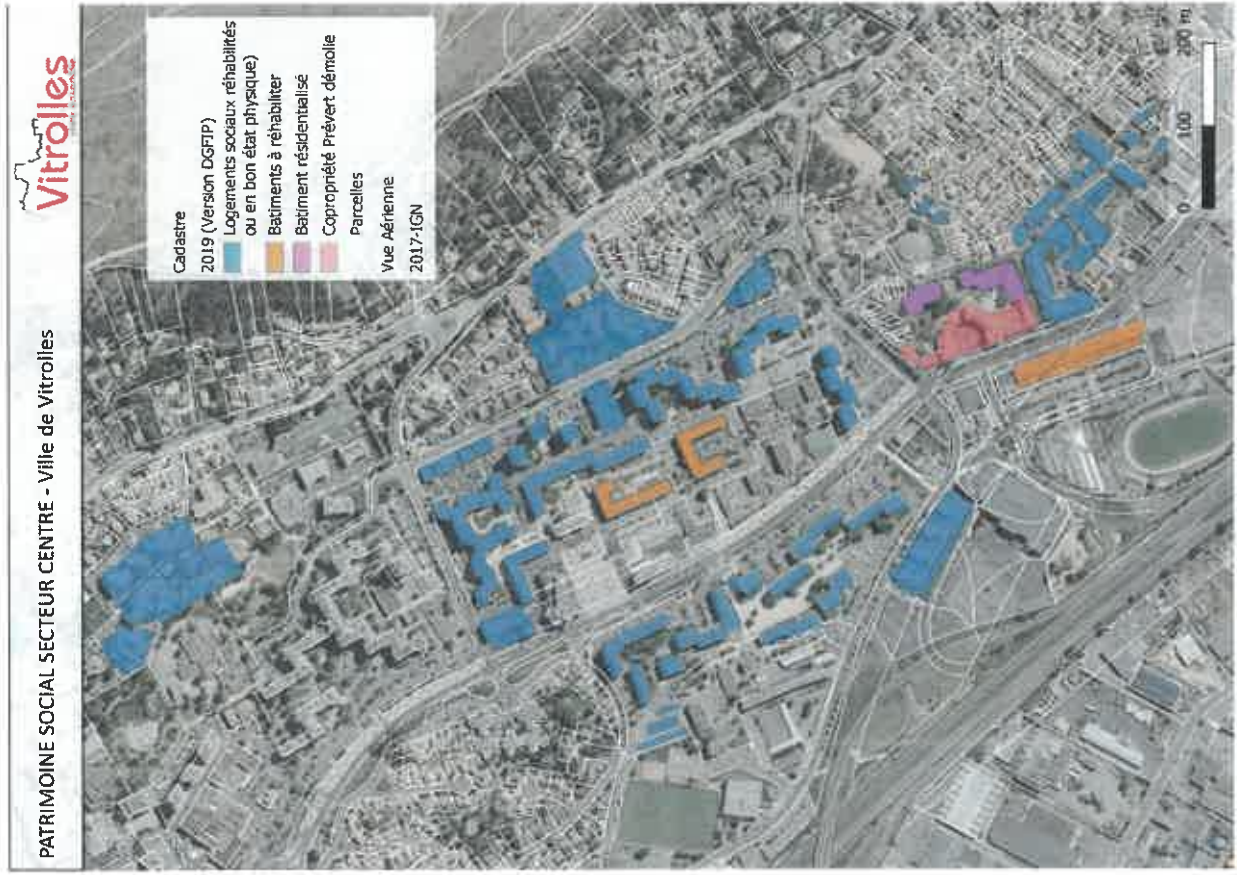 PATRIMOINE SOCIAL SECTEUR CENTRE - Ville de Vitrolles
Vitrolles
Cadastre
2019 (Version DGFIP)
Logements sociaux réhabilités
ou en bon état physique)
Batiments à réhabiliter
Batiment résidentialisé
Copropriété Prévert démolie
Parcelles
Vue Aérienne
2017-IGN
0 100 200 m